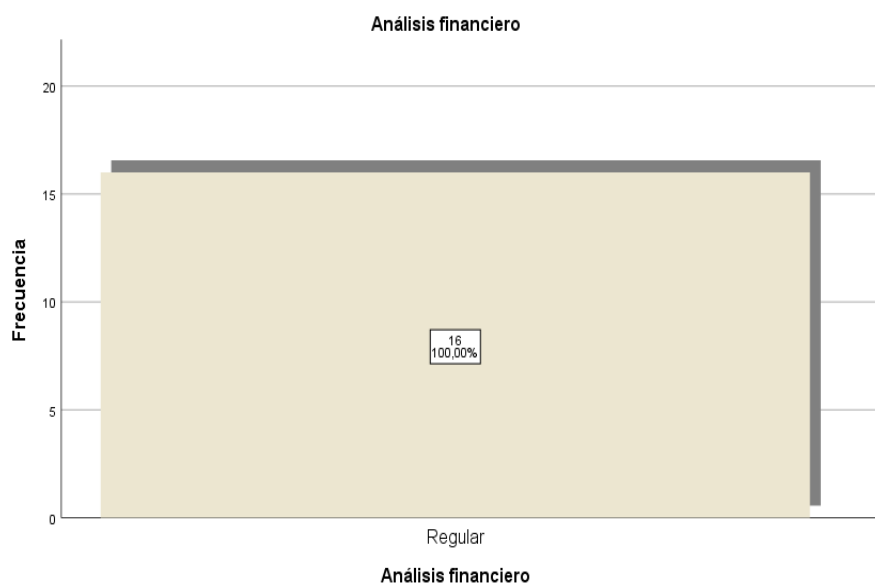 Análisis financiero
20
15
10
5
0
Frecuencia
16
100,00%
Regular
Análisis financiero